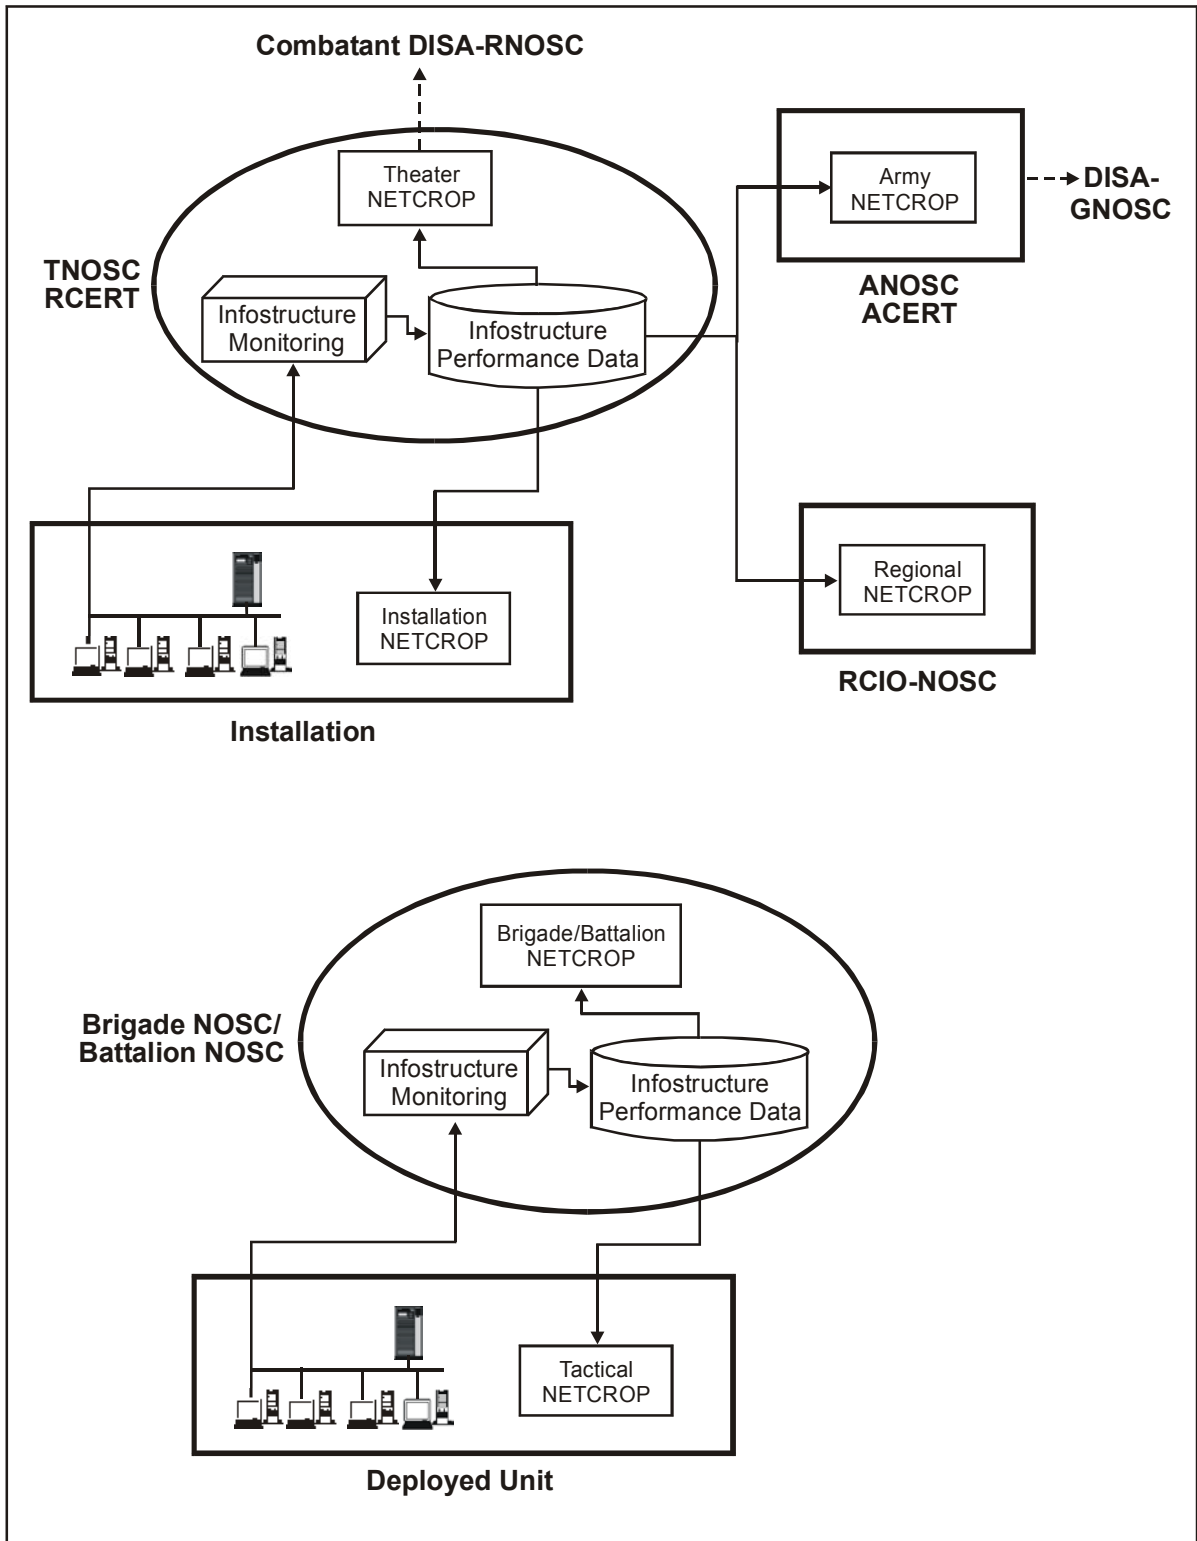 Combatant DISA-RNOSC
Theater
NETCROP
Army
NETCROP
DISA-
GNOSC
TNOSC
RCERT
ANOSC
ACERT
Infostructure
Monitoring
Infostructure
Performance Data
Regional
NETCROP
Installation
NETCROP
RCIO-NOSC
Installation
Brigade/Battalion
NETCROP
Brigade NOSC/
Battalion NOSC
Infostructure
Monitoring
Infostructure
Performance Data
Tactical
NETCROP
Deployed Unit